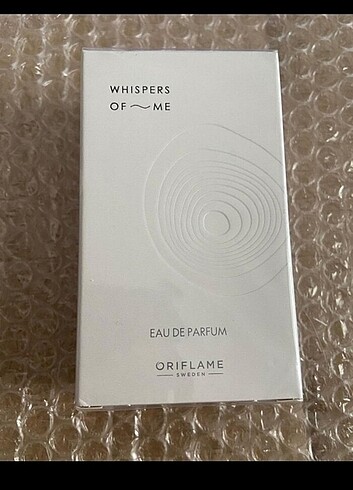 WHISPERS
OF ~ ME
EAU DE PARFUM
ORIFLAME
SWEDEN